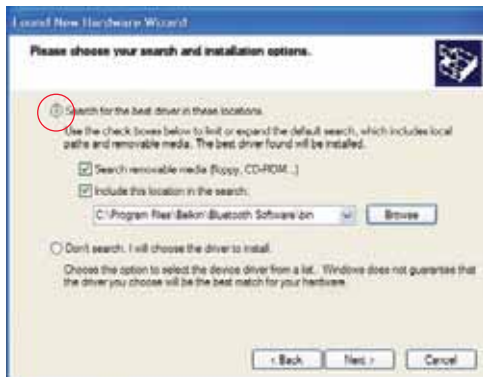 Found New Hardware Wizard
Please choose your search and installation options.
Search for the best driver in these locations.
Use the check boxes below to limit or expand the default search, which includes local
paths and removable media. The best driver found will be installed.
Search removable media (floppy, CD-ROM...)
Include this location in the search:
C:\Program Files\Belkin\Bluetooth Software\bin
Browse
Don't search. I will choose the driver to install.
Choose this option to select the device driver from a list. Windows does not guarantee that
the driver you choose will be the best match for your hardware.
< Back
Next >
Cancel